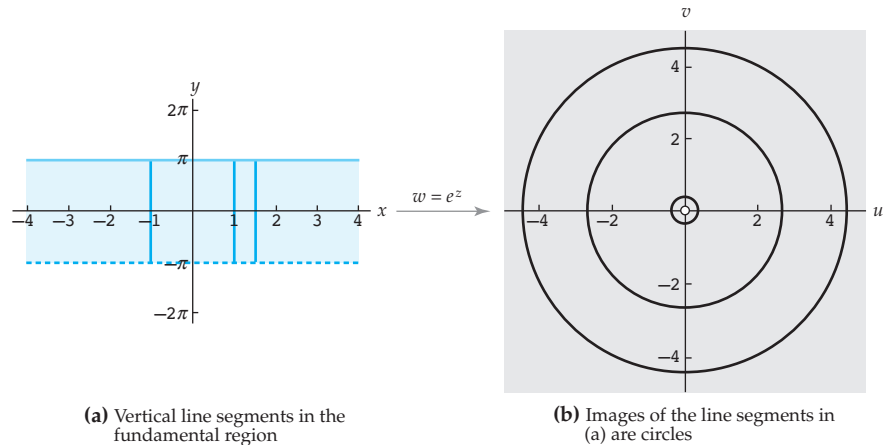 y
2π
π
−4 −3 −2 −1 1 2 3 4 x
−π
−2π
w = e^z
v
4
2
−4 −2 2 4 u
−2
−4
(a) Vertical line segments in the
fundamental region
(b) Images of the line segments in
(a) are circles